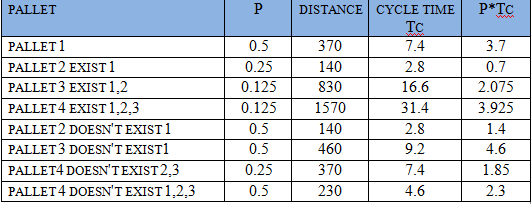 PALLET P DISTANCE CYCLE TIME P*TC
TC
PALLET 1 0.5 370 7.4 3.7
PALLET 2 EXIST 1 0.25 140 2.8 0.7
PALLET 3 EXIST 1,2 0.125 830 16.6 2.075
PALLET 4 EXIST 1,2,3 0.125 1570 31.4 3.925
PALLET 2 DOESN'T EXIST 1 0.5 140 2.8 1.4
PALLET 3 DOESN'T EXIST1 0.5 460 9.2 4.6
PALLET4 DOESN'T EXIST 2,3 0.25 370 7.4 1.85
PALLET 4 DOESN'T EXIST 1,2,3 0.5 230 4.6 2.3